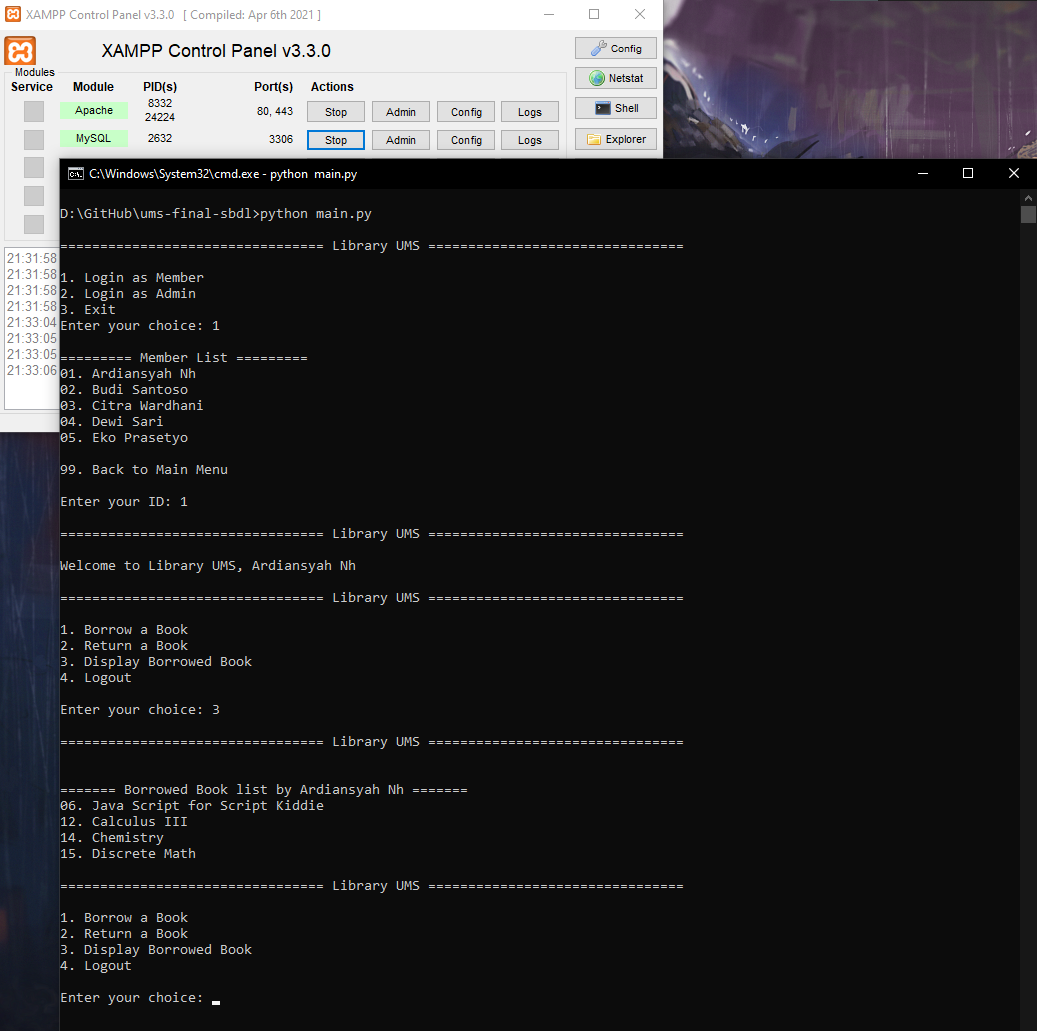 XAMPP Control Panel v3.3.0 [ Compiled: Apr 6th 2021 ]
XAMPP Control Panel v3.3.0
Config
Modules
Service Module PID(s) Port(s) Actions
Netstat
Apache 8332 24224 80, 443 Stop Admin Config Logs
Shell
MySQL 2632 3306 Stop Admin Config Logs
Explorer
21:31:58
21:31:58
21:31:58
21:31:58
21:33:04
21:33:05
21:33:05
21:33:06
C:\Windows\System32\cmd.exe - python main.py
D:\GitHub\ums-final-sbdl>python main.py
================================= Library UMS ================================
1. Login as Member
2. Login as Admin
3. Exit
Enter your choice: 1
========= Member List =========
01. Ardiansyah Nh
02. Budi Santoso
03. Citra Wardhani
04. Dewi Sari
05. Eko Prasetyo
99. Back to Main Menu
Enter your ID: 1
================================= Library UMS ================================
Welcome to Library UMS, Ardiansyah Nh
================================= Library UMS ================================
1. Borrow a Book
2. Return a Book
3. Display Borrowed Book
4. Logout
Enter your choice: 3
================================= Library UMS ================================
======= Borrowed Book list by Ardiansyah Nh =======
06. Java Script for Script Kiddie
12. Calculus III
14. Chemistry
15. Discrete Math
================================= Library UMS ================================
1. Borrow a Book
2. Return a Book
3. Display Borrowed Book
4. Logout
Enter your choice: